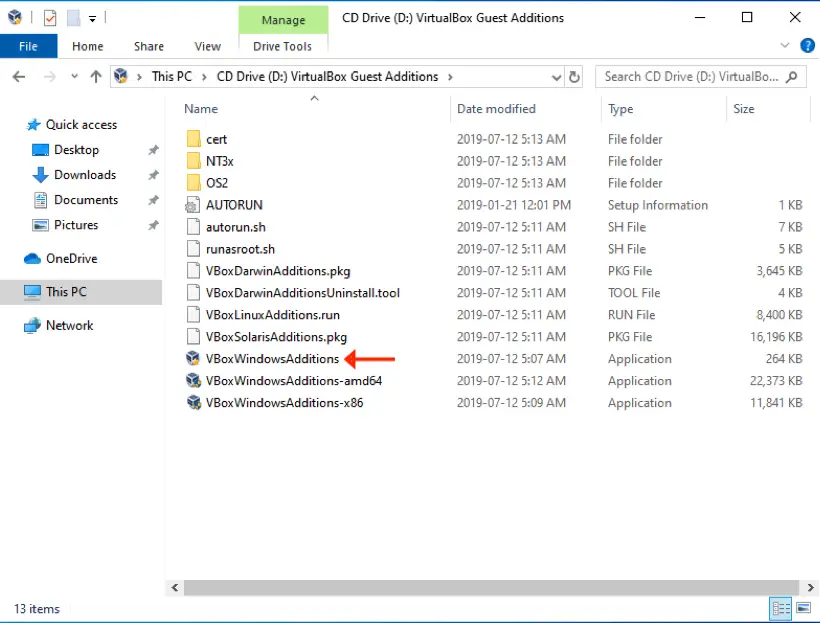 Manage
CD Drive (D:) VirtualBox Guest Additions
File
Home
Share
View
Drive Tools
This PC
CD Drive (D:) VirtualBox Guest Additions
Search CD Drive (D:) VirtualBo...
Name
Date modified
Type
Size
Quick access
Desktop
Downloads
Documents
Pictures
OneDrive
This PC
Network
cert 2019-07-12 5:13 AM File folder
NT3x 2019-07-12 5:13 AM File folder
OS2 2019-07-12 5:13 AM File folder
AUTORUN 2019-01-21 12:01 PM Setup Information 1 KB
autorun.sh 2019-07-12 5:11 AM SH File 7 KB
runasroot.sh 2019-07-12 5:11 AM SH File 5 KB
VBoxDarwinAdditions.pkg 2019-07-12 5:11 AM PKG File 3,645 KB
VBoxDarwinAdditionsUninstall.tool 2019-07-12 5:11 AM TOOL File 4 KB
VBoxLinuxAdditions.run 2019-07-12 5:11 AM RUN File 8,400 KB
VBoxSolarisAdditions.pkg 2019-07-12 5:11 AM PKG File 16,196 KB
VBoxWindowsAdditions 2019-07-12 5:07 AM Application 264 KB
VBoxWindowsAdditions-amd64 2019-07-12 5:12 AM Application 22,373 KB
VBoxWindowsAdditions-x86 2019-07-12 5:09 AM Application 11,841 KB
13 items